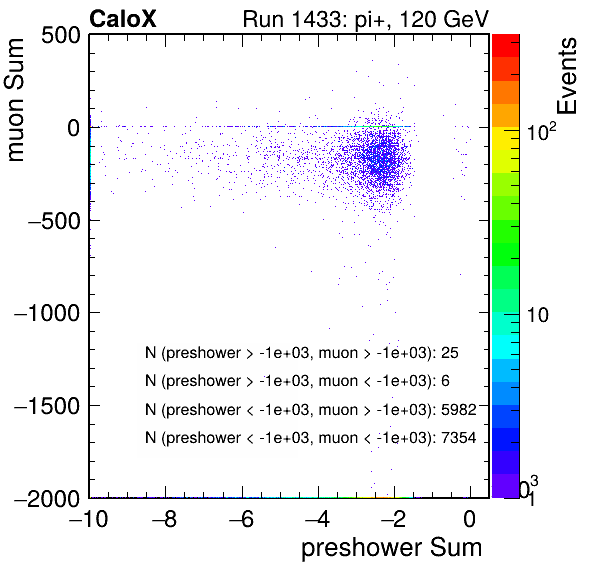 CaloX Run 1433: pi+, 120 GeV
muon Sum
Events
500
0
−500
−1000
−1500
−2000
10²
10
1
N (preshower > -1e+03, muon > -1e+03): 25
N (preshower > -1e+03, muon < -1e+03): 6
N (preshower < -1e+03, muon > -1e+03): 5982
N (preshower < -1e+03, muon < -1e+03): 7354
−10 −8 −6 −4 −2 0
preshower Sum